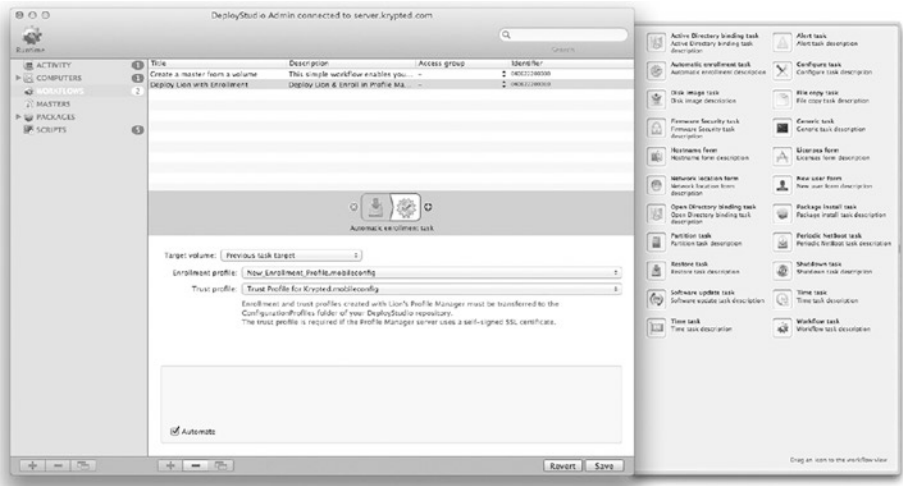 DeployStudio Admin connected to server.krypted.com
Runtime
Search
ACTIVITY
COMPUTERS 1
WORKFLOWS 2
MASTERS
PACKAGES
SCRIPTS
Title Description Access group Identifier
Create a master from a volume This simple workflow enables you... –
Deploy Lion with Enrollment Deploy Lion & Enroll in Profile Ma... –
Automatic enrollment task
Target volume: Previous task target
Enrollment profile: New_Enrollment_Profile.mobileconfig
Trust profile: Trust Profile for Krypted.mobileconfig
Enrollment and trust profiles created with Lion's Profile Manager must be transferred to the
ConfigurationProfiles folder of your DeployStudio repository.
The trust profile is required if the Profile Manager server uses a self-signed SSL certificate.
Automate
Revert Save
Active Directory binding task
Active Directory binding task
description
Alert task
Alert task description
Automatic enrollment task
Automatic enrollment description
Configure task
Configure task description
Disk image task
Disk image description
File copy task
File copy task description
Firmware Security task
Firmware Security task
description
Generic task
Generic task description
Hostname form
Hostname form description
Licenses form
Licenses form description
Network location form
Network location form
description
New user form
New user form description
Open Directory binding task
Open Directory binding task
description
Package install task
Package install task description
Partition task
Partition task description
Periodic NetBoot task
Periodic NetBoot task description
Restore task
Restore task description
Shutdown task
Shutdown task description
Software update task
Software update task description
Time task
Time task description
Time task
Time task description
Workflow task
Workflow task description
Drag an icon to the workflow view